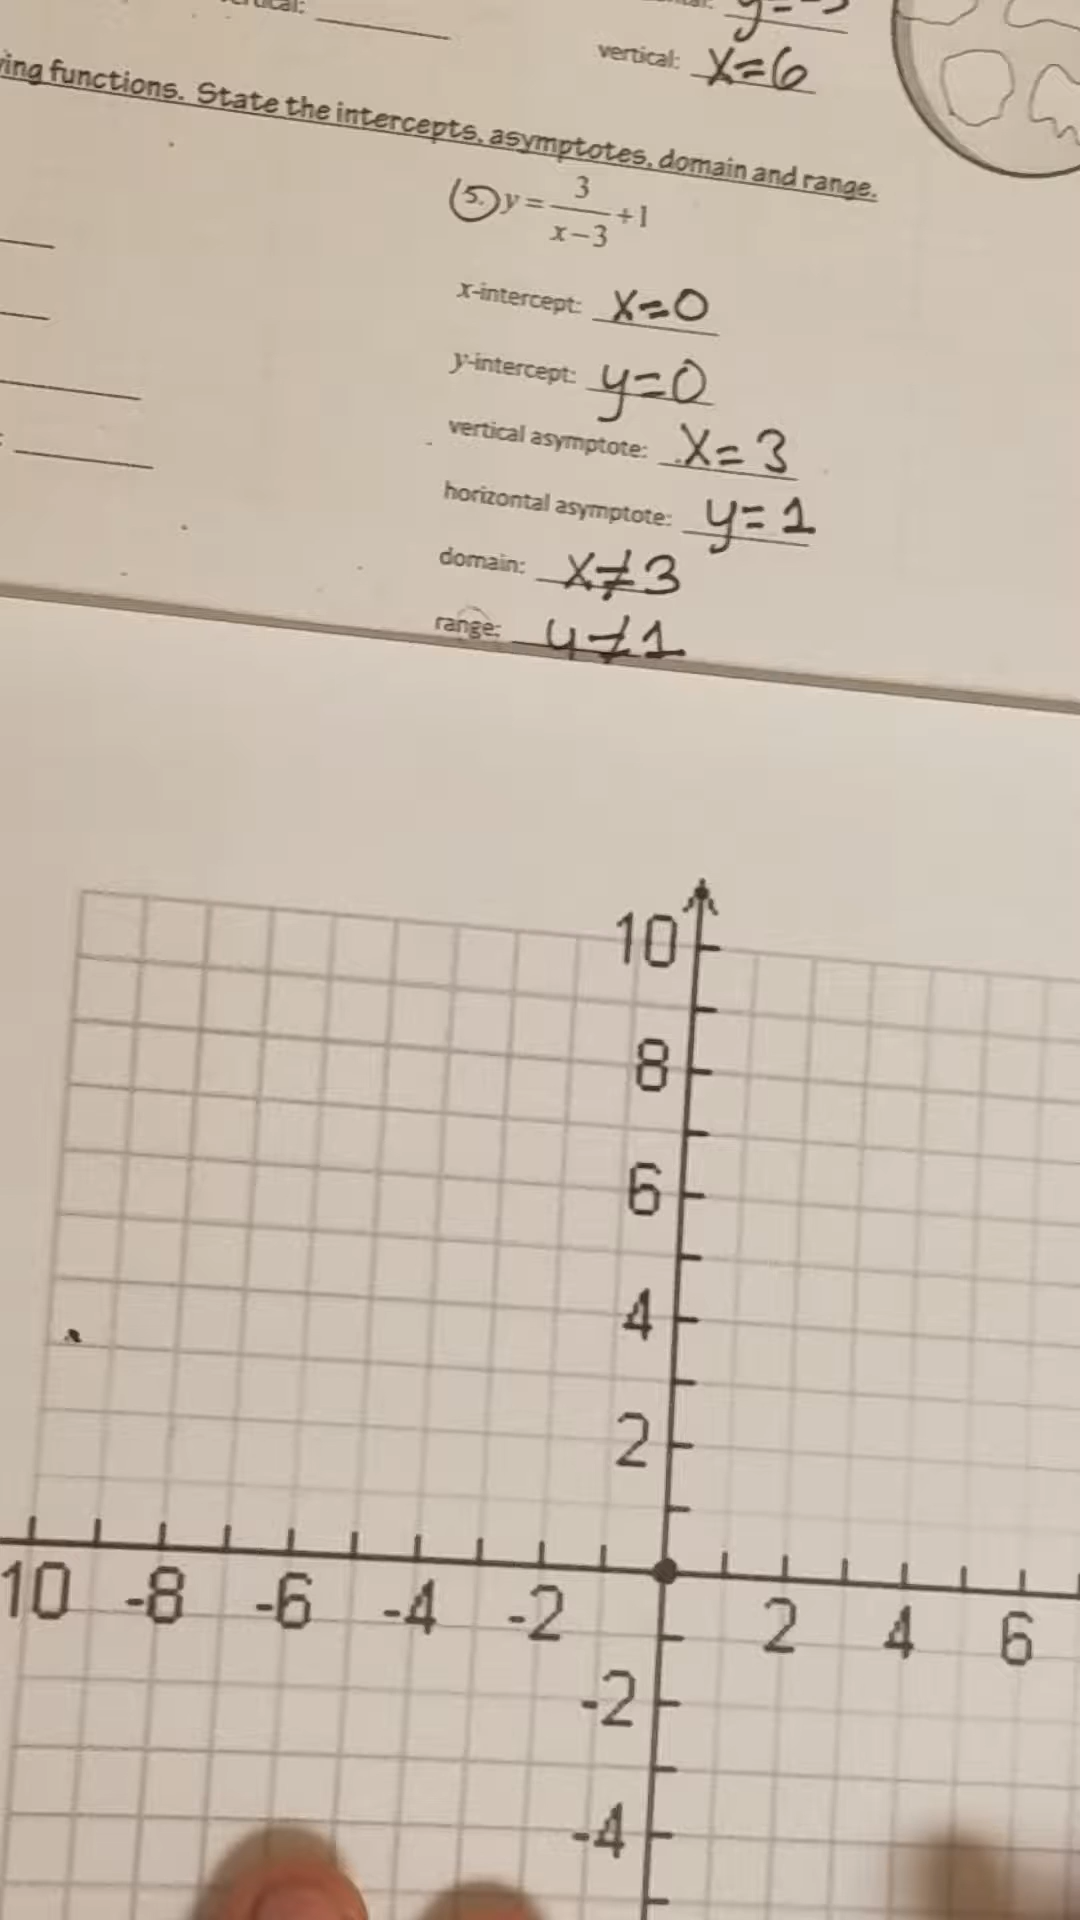 vertical: x=6
functions. State the intercepts, asymptotes, domain and range.
5. y = 3/(x−3) + 1
x-intercept: x=0
y-intercept: y=0
vertical asymptote: x=3
horizontal asymptote: y=1
domain: x≠3
range: y≠1
10
8
6
4
2
10 -8 -6 -4 -2 2 4 6
-2
-4